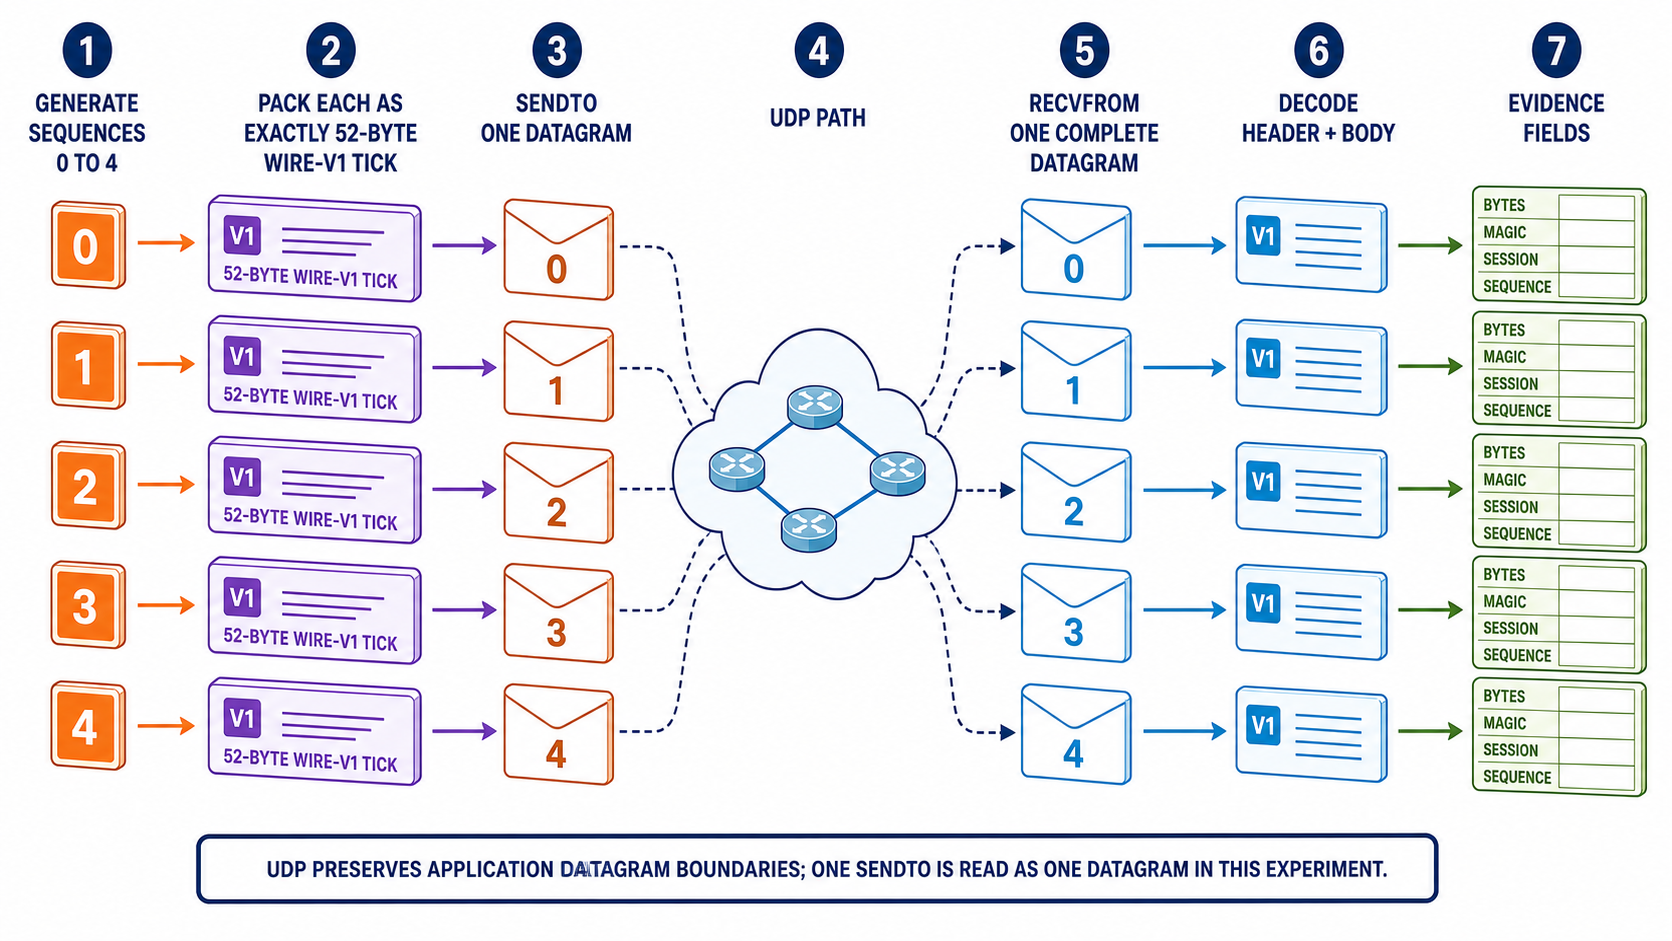 1
GENERATE
SEQUENCES
0 TO 4
2
PACK EACH AS
EXACTLY 52-BYTE
WIRE-V1 TICK
3
SENDTO
ONE DATAGRAM
4
UDP PATH
5
RECVFROM
ONE COMPLETE
DATAGRAM
6
DECODE
HEADER + BODY
7
EVIDENCE
FIELDS
0
V1
52-BYTE WIRE-V1 TICK
0
0
V1
BYTES
MAGIC
SESSION
SEQUENCE
1
V1
52-BYTE WIRE-V1 TICK
1
1
V1
BYTES
MAGIC
SESSION
SEQUENCE
2
V1
52-BYTE WIRE-V1 TICK
2
2
V1
BYTES
MAGIC
SESSION
SEQUENCE
3
V1
52-BYTE WIRE-V1 TICK
3
3
V1
BYTES
MAGIC
SESSION
SEQUENCE
4
V1
52-BYTE WIRE-V1 TICK
4
4
V1
BYTES
MAGIC
SESSION
SEQUENCE
UDP PRESERVES APPLICATION BOUNDARIES; ONE SENDTO IS READ AS ONE DATAGRAM IN THIS EXPERIMENT.